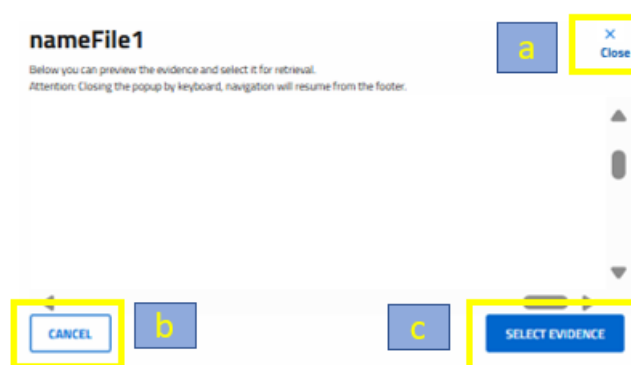 nameFile1
a
×
Close
Below you can preview the evidence and select it for retrieval.
Attention: Closing the popup by keyboard, navigation will resume from the footer.
CANCEL
b
c
SELECT EVIDENCE